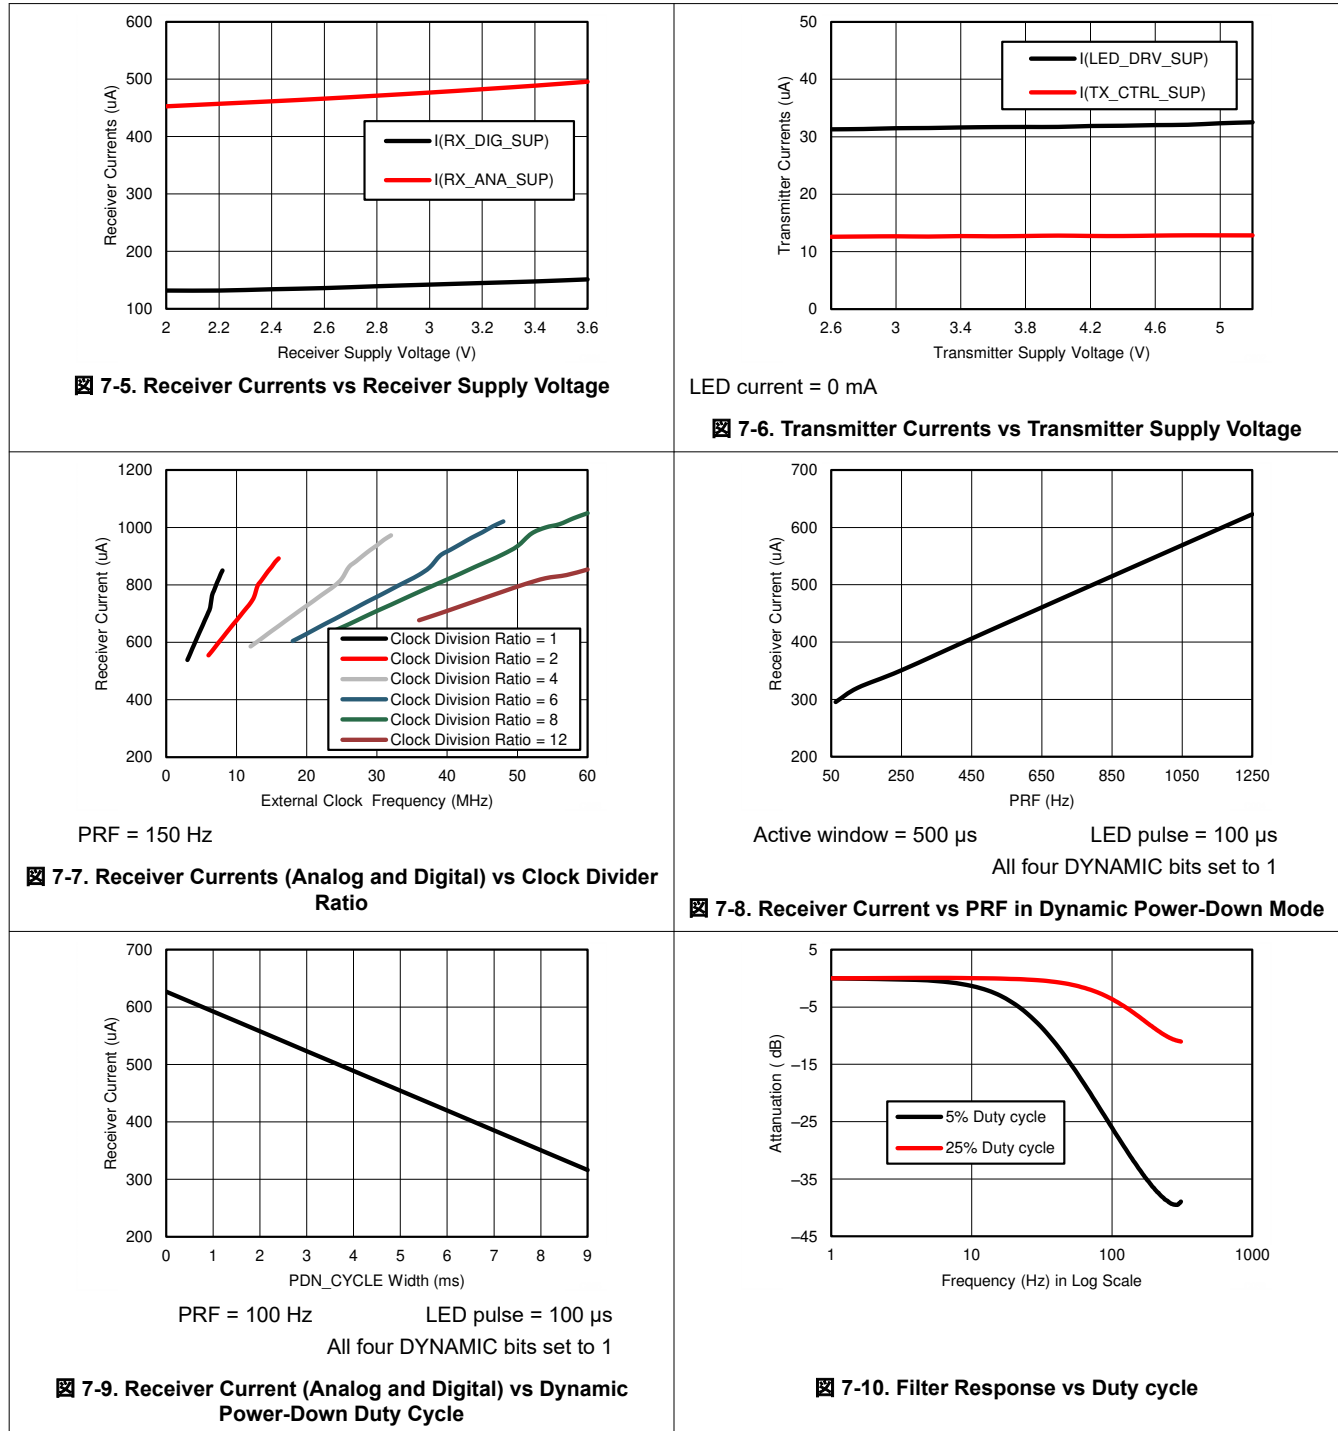 600
500
400
300
200
100
Receiver Currents (uA)
I(RX_DIG_SUP)
I(RX_ANA_SUP)
2 2.2 2.4 2.6 2.8 3 3.2 3.4 3.6
Receiver Supply Voltage (V)
図 7-5. Receiver Currents vs Receiver Supply Voltage
50
40
30
20
10
0
Transmitter Currents (uA)
I(LED_DRV_SUP)
I(TX_CTRL_SUP)
2.6 3 3.4 3.8 4.2 4.6 5
Transmitter Supply Voltage (V)
LED current = 0 mA
図 7-6. Transmitter Currents vs Transmitter Supply Voltage
1200
1000
800
600
400
200
Receiver Current (uA)
Clock Division Ratio = 1
Clock Division Ratio = 2
Clock Division Ratio = 4
Clock Division Ratio = 6
Clock Division Ratio = 8
Clock Division Ratio = 12
0 10 20 30 40 50 60
External Clock Frequency (MHz)
PRF = 150 Hz
図 7-7. Receiver Currents (Analog and Digital) vs Clock Divider
Ratio
700
600
500
400
300
200
Receiver Current (uA)
50 250 450 650 850 1050 1250
PRF (Hz)
Active window = 500 µs LED pulse = 100 µs
All four DYNAMIC bits set to 1
図 7-8. Receiver Current vs PRF in Dynamic Power-Down Mode
700
600
500
400
300
200
Receiver Current (uA)
0 1 2 3 4 5 6 7 8 9
PDN_CYCLE Width (ms)
PRF = 100 Hz LED pulse = 100 µs
All four DYNAMIC bits set to 1
図 7-9. Receiver Current (Analog and Digital) vs Dynamic
Power-Down Duty Cycle
5
–5
–15
–25
–35
–45
Attanuation ( dB)
5% Duty cycle
25% Duty cycle
1 10 100 1000
Frequency (Hz) in Log Scale
図 7-10. Filter Response vs Duty cycle